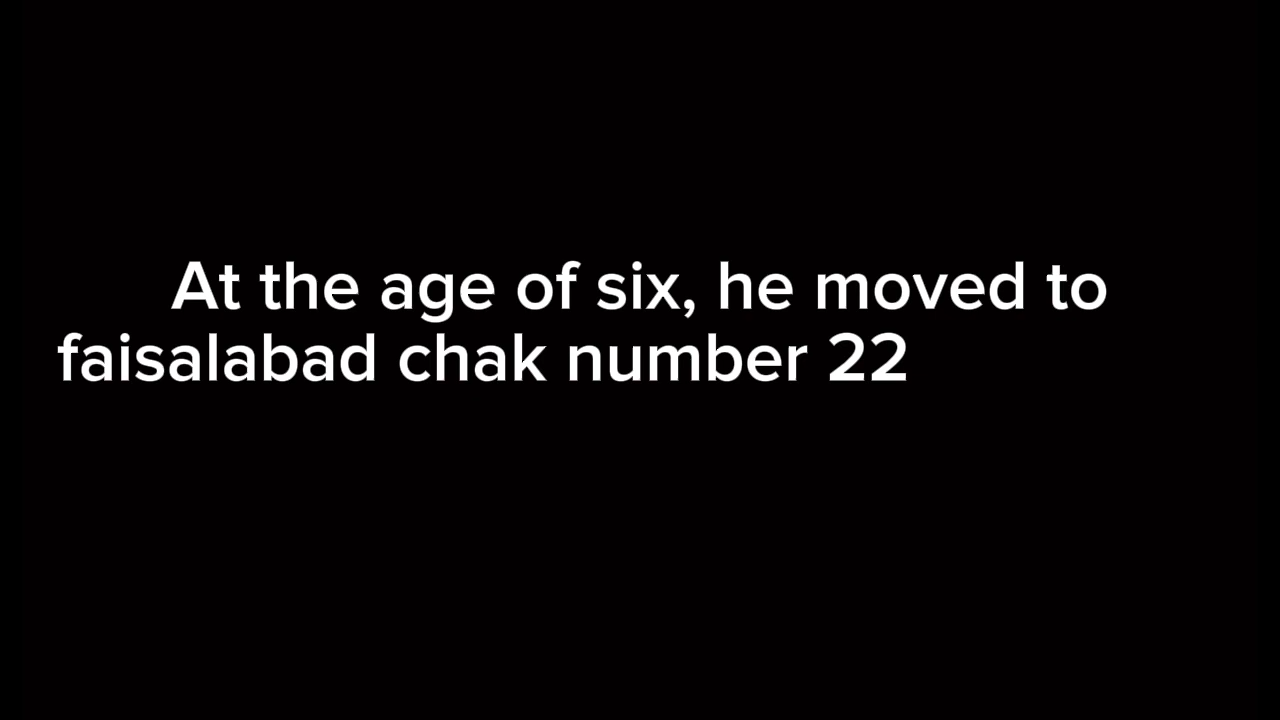 At the age of six, he moved to
faisalabad chak number 22